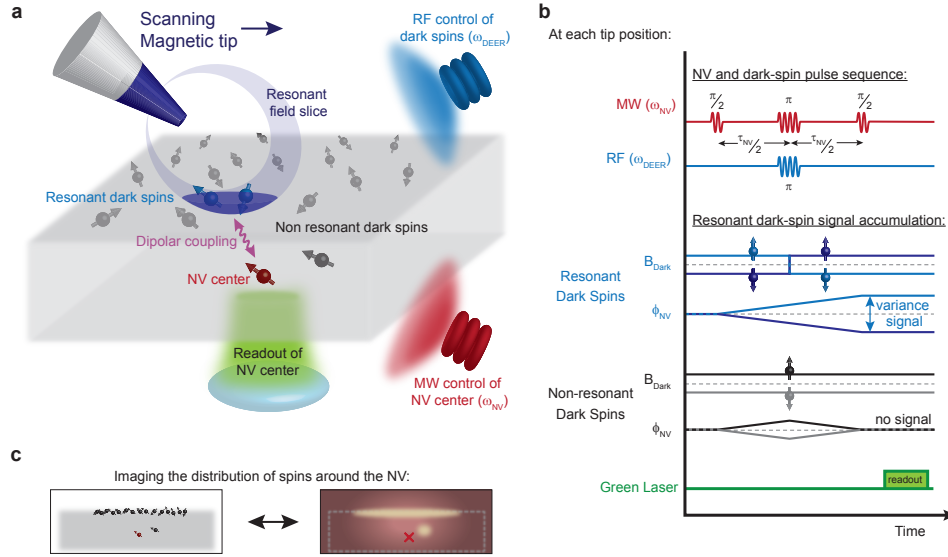 a
Scanning
Magnetic tip
RF control of
dark spins (ω_DEER)
Resonant
field slice
Resonant dark spins
Non resonant dark spins
Dipolar coupling
NV center
Readout of
NV center
MW control of
NV center (ω_NV)
b
At each tip position:
NV and dark-spin pulse sequence:
π/2
π
π/2
MW (ω_NV)
τ_NV/2
τ_NV/2
RF (ω_DEER)
π
Resonant dark-spin signal accumulation:
B_Dark
Resonant
Dark Spins
ϕ_NV
variance
signal
B_Dark
Non-resonant
Dark Spins
ϕ_NV
no signal
Green Laser
readout
Time
c
Imaging the distribution of spins around the NV: